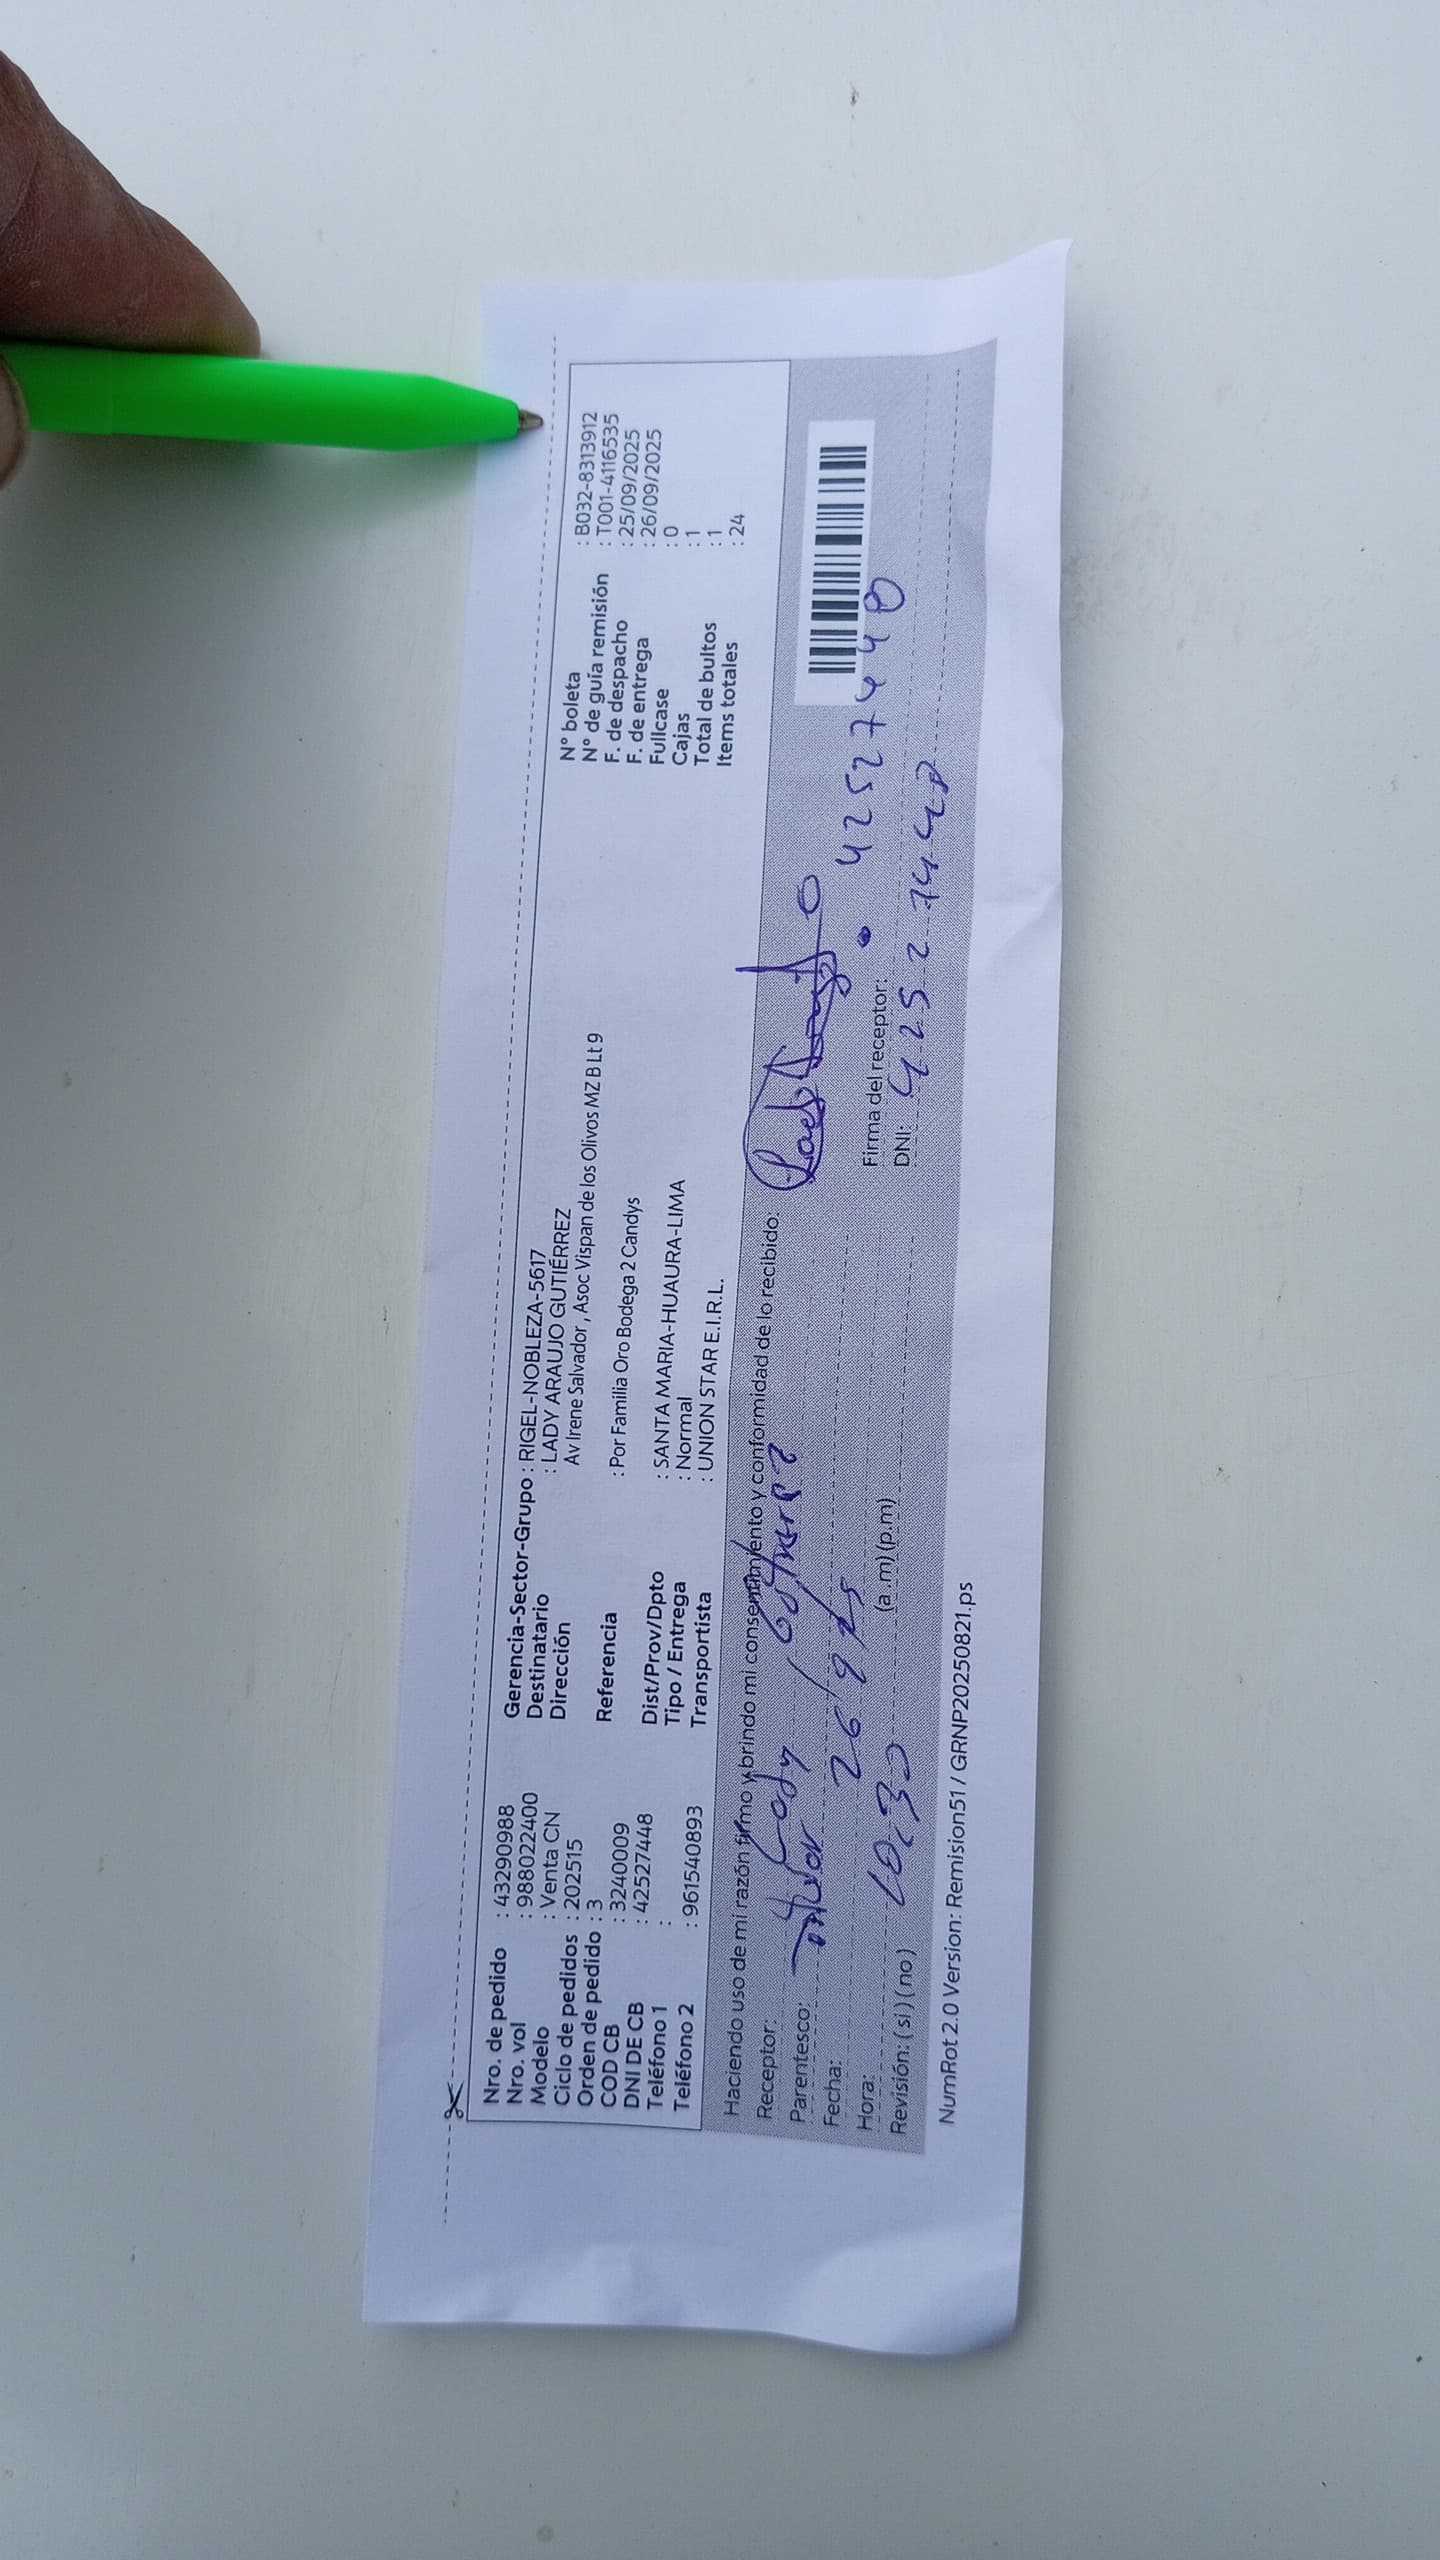 Nro. de pedido : 43290988
Nro. vol : 988022400
Modelo : Venta CN
Ciclo de pedidos : 202515
Orden de pedido : 3
COD CB : 3240009
DNI DE CB : 42527448
Teléfono 1 :
Teléfono 2 : 961540893
Gerencia-Sector-Grupo : RIGEL-NOBLEZA-5617
Destinatario : LADY ARAUJO GUTIÉRREZ
Dirección Av Irene Salvador , Asoc Vispan de los Olivos MZ B Lt 9
Referencia : Por Familia Oro Bodega 2 Candys
Dist/Prov/Dpto : SANTA MARIA-HUAURA-LIMA
Tipo / Entrega : Normal
Transportista : UNION STAR E.I.R.L.
N° boleta : B032-8313912
N° de guía remisión : T001-4116535
F. de despacho : 25/09/2025
F. de entrega : 26/09/2025
Fullcase : 0
Cajas : 1
Total de bultos : 1
Items totales : 24
Haciendo uso de mi razón firmo y brindo mi consentimiento y conformidad de lo recibido:
Receptor: Lady
Parentesco: titular
Fecha: 26/9/25
Hora: 10:30 (a.m) (p.m)
Revisión: (si) (no)
Firma del receptor: 42527448
DNI: 42527448
NumRot 2.0 Version: Remision51 / GRNP20250821.ps